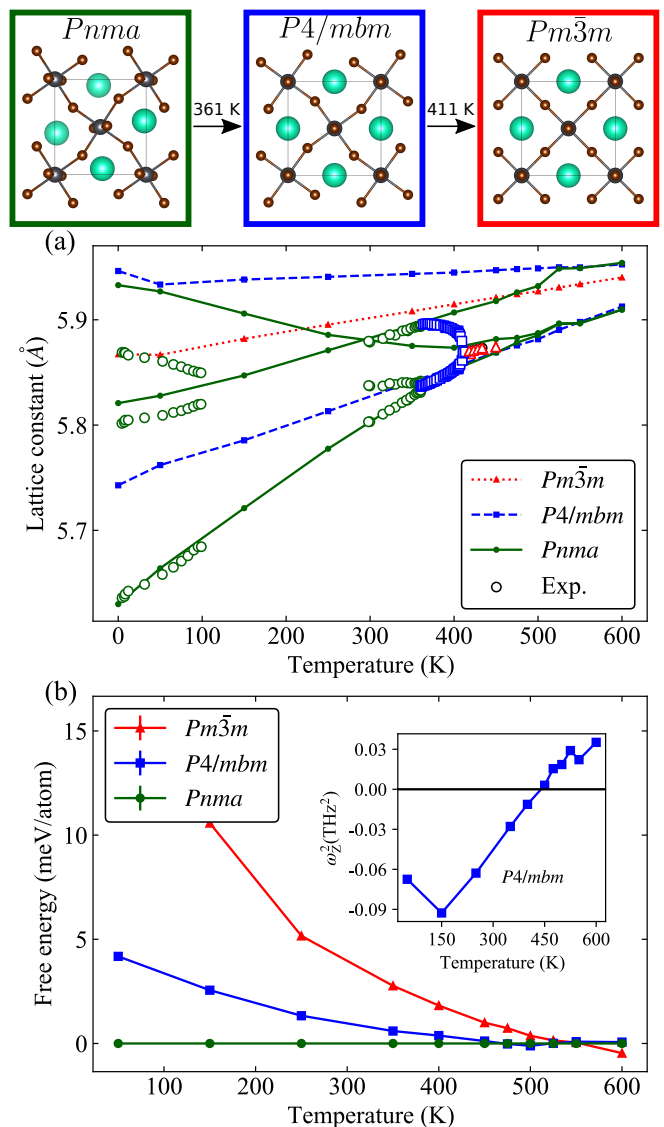 Pnma P4/mbm Pm3̄m
361 K 411 K
(a)
Lattice constant (Å)
5.9
5.8
5.7
Pm3̄m
P4/mbm
Pnma
Exp.
0 100 200 300 400 500 600
Temperature (K)
(b)
Free energy (meV/atom)
15
10
5
0
Pm3̄m
P4/mbm
Pnma
ω²_Z(THz²)
0.03
0.00
-0.03
-0.06
-0.09
P4/mbm
150 300 450 600
Temperature (K)
100 200 300 400 500 600
Temperature (K)